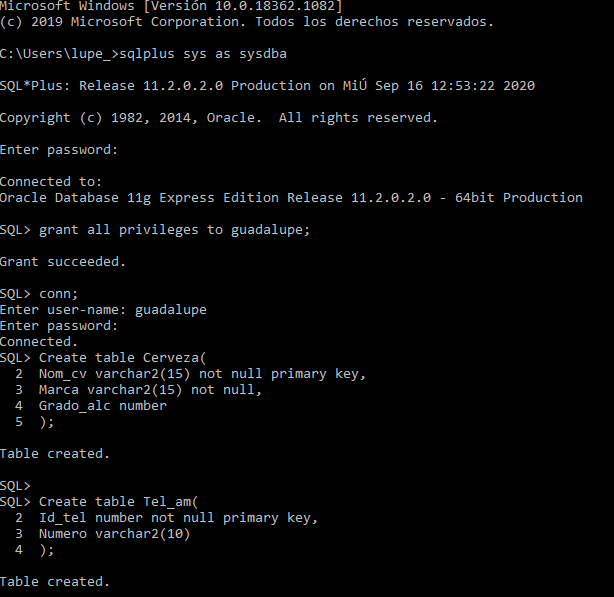 Microsoft Windows [Versión 10.0.18362.1082]
(c) 2019 Microsoft Corporation. Todos los derechos reservados.
C:\Users\lupe_>sqlplus sys as sysdba
SQL*Plus: Release 11.2.0.2.0 Production on MiÚ Sep 16 12:53:22 2020
Copyright (c) 1982, 2014, Oracle.  All rights reserved.
Enter password:
Connected to:
Oracle Database 11g Express Edition Release 11.2.0.2.0 - 64bit Production
SQL> grant all privileges to guadalupe;
Grant succeeded.
SQL> conn;
Enter user-name: guadalupe
Enter password:
Connected.
SQL> Create table Cerveza(
  2  Nom_cv varchar2(15) not null primary key,
  3  Marca varchar2(15) not null,
  4  Grado_alc number
  5  );
Table created.
SQL>
SQL> Create table Tel_am(
  2  Id_tel number not null primary key,
  3  Numero varchar2(10)
  4  );
Table created.